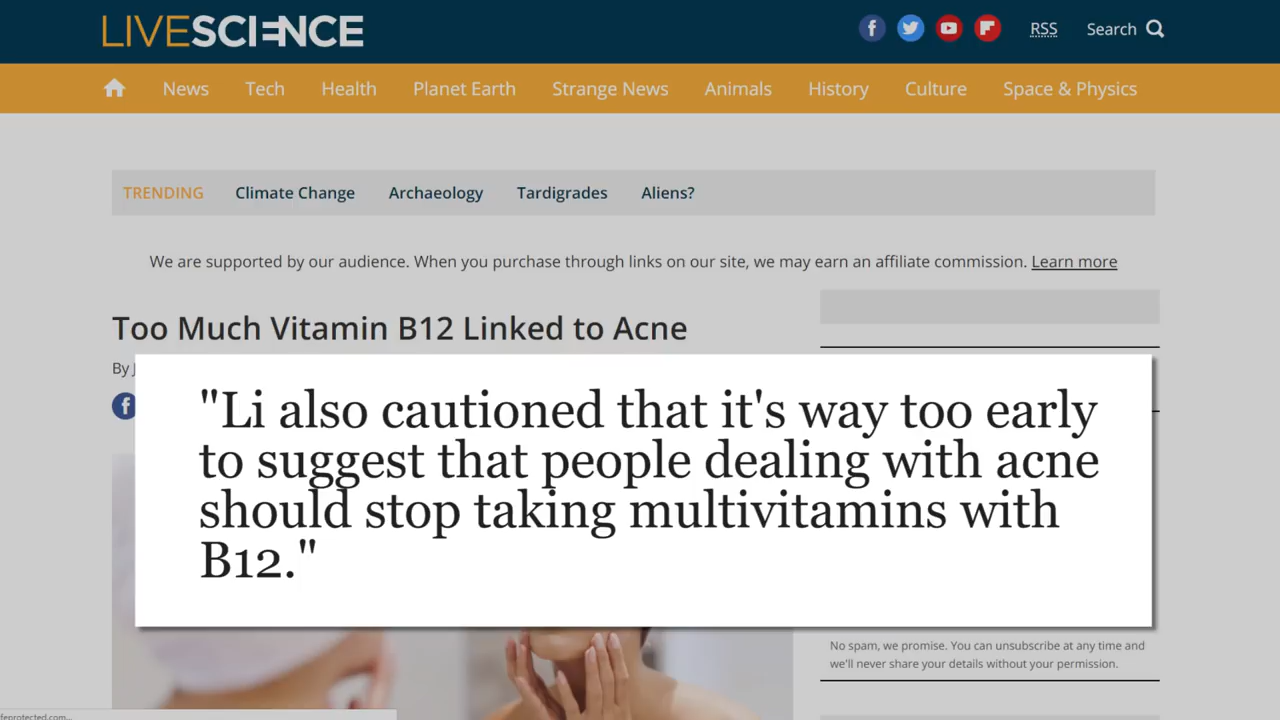 LIVESCIENCE
f
RSS Search
News Tech Health Planet Earth Strange News Animals History Culture Space & Physics
TRENDING Climate Change Archaeology Tardigrades Aliens?
We are supported by our audience. When you purchase through links on our site, we may earn an affiliate commission. Learn more
Too Much Vitamin B12 Linked to Acne
By
f
"Li also cautioned that it's way too early
to suggest that people dealing with acne
should stop taking multivitamins with
B12."
No spam, we promise. You can unsubscribe at any time and
we'll never share your details without your permission.
feprotected.com...